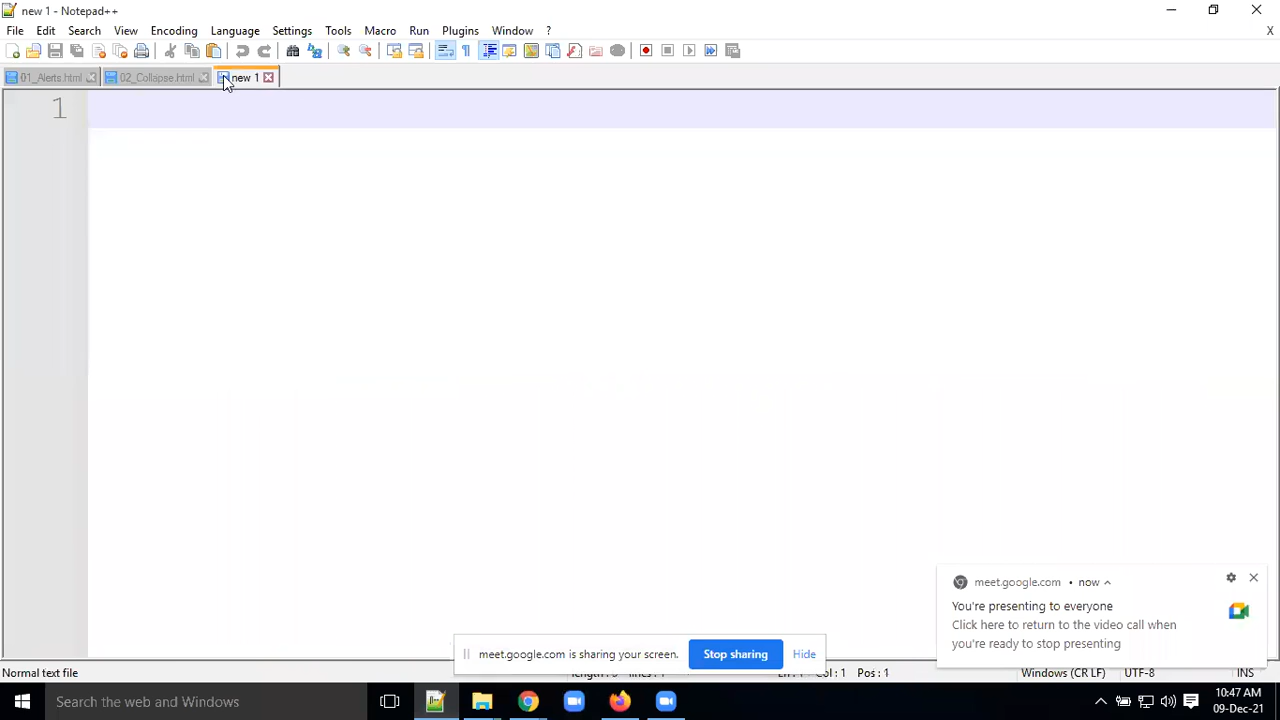 new 1 - Notepad++
File Edit Search View Encoding Language Settings Tools Macro Run Plugins Window ? X
01_Alerts.html 02_Collapse.html new 1
1
meet.google.com • now
You're presenting to everyone
Click here to return to the video call when
you're ready to stop presenting
meet.google.com is sharing your screen. Stop sharing Hide
Normal text file Col : 1 Pos : 1 Windows (CR LF) UTF-8 INS
Search the web and Windows
10:47 AM
09-Dec-21